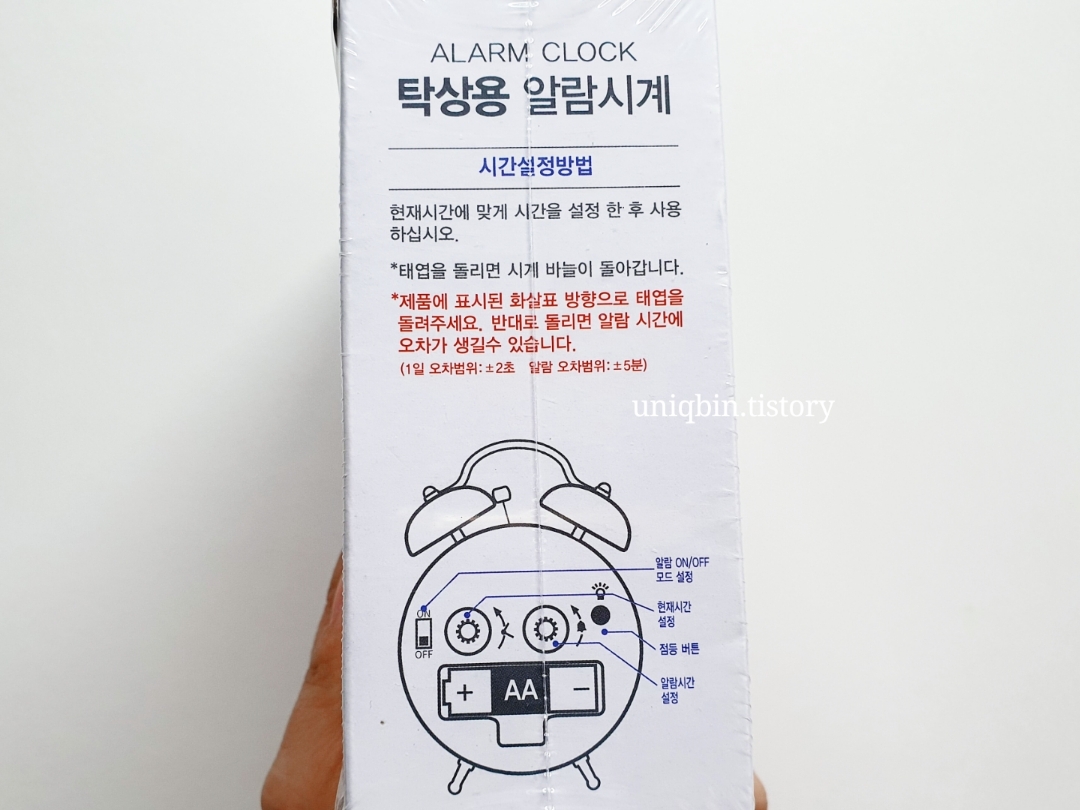 ALARM CLOCK
탁상용 알람시계
시간설정방법
현재시간에 맞게 시간을 설정 한 후 사용
하십시오.
*태엽을 돌리면 시계 바늘이 돌아갑니다.
*제품에 표시된 화살표 방향으로 태엽을
돌려주세요. 반대로 돌리면 알람 시간에
오차가 생길수 있습니다.
(1일 오차범위:±2초 알람 오차범위:±5분)
uniqbin.tistory
알람 ON/OFF
모드 설정
현재시간
설정
점등 버튼
알람시간
설정
ON
OFF
+ AA −